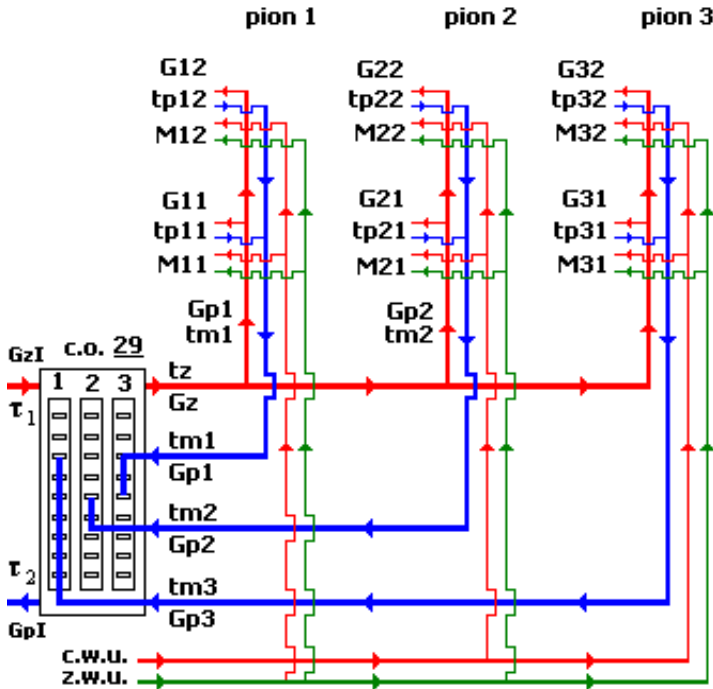 pion 1 pion 2 pion 3
G12 G22 G32
tp12 tp22 tp32
M12 M22 M32
G11 G21 G31
tp11 tp21 tp31
M11 M21 M31
Gp1 Gp2
tm1 tm2
GzI c.o. 29 tz
1 2 3
τ1 Gz
tm1
Gp1
tm2
Gp2
τ2 tm3
GpI Gp3
c.w.u.
z.w.u.